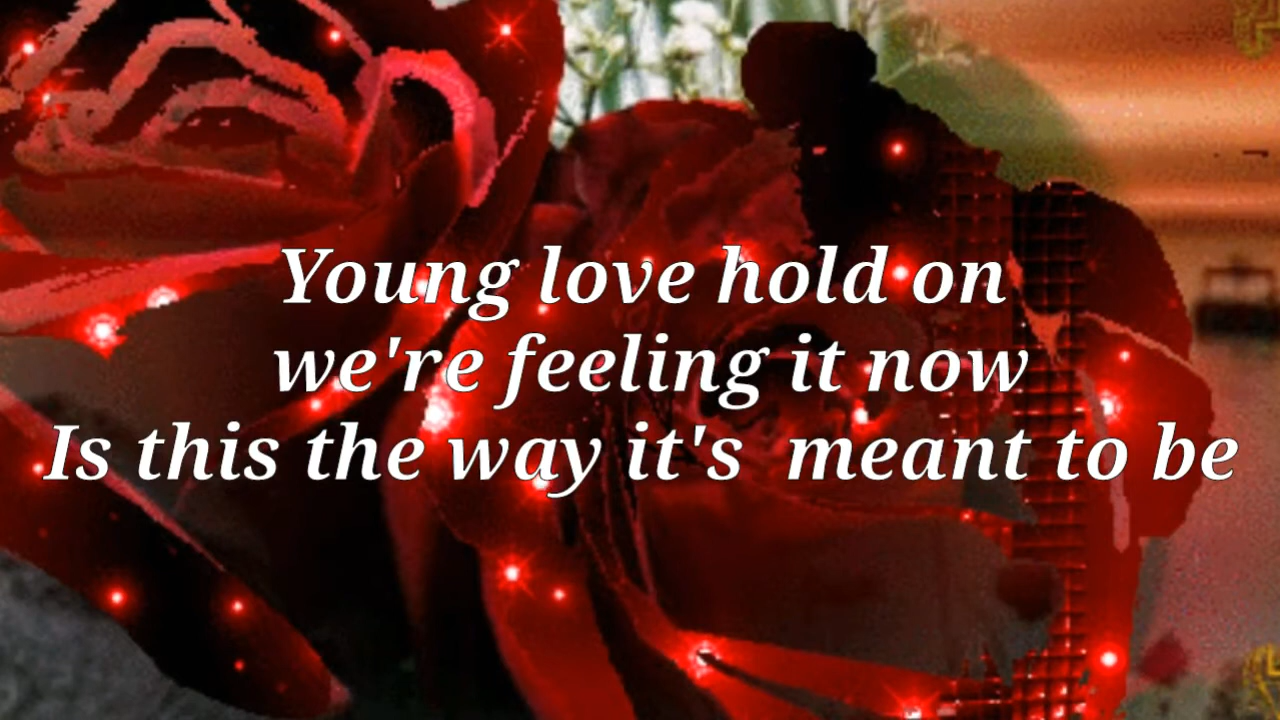 Young love hold on
we're feeling it now
Is this the way it's  meant to be